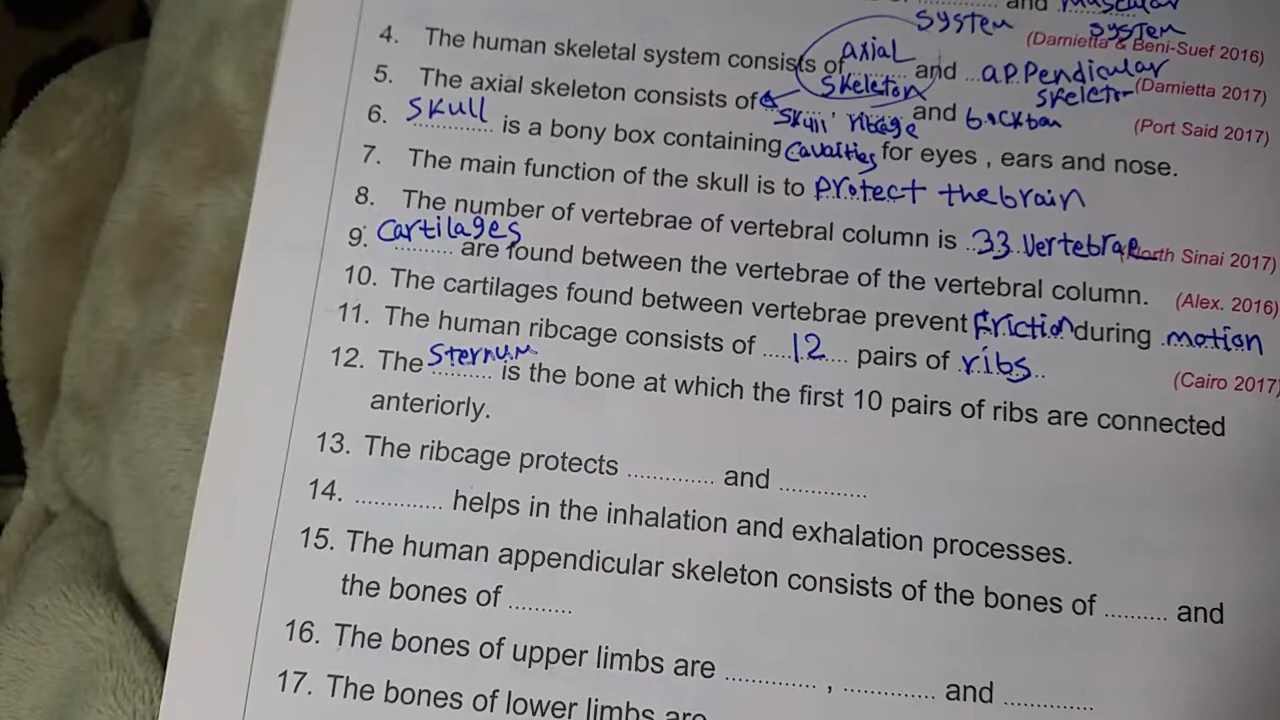 and muscular
system system
(Damietta & Beni-Suef 2016)
4. The human skeletal system consists of axial skeleton and appendicular skeleton (Damietta 2017)
5. The axial skeleton consists of skull, ribcage and backbon (Port Said 2017)
6. skull is a bony box containing cavaities for eyes , ears and nose.
7. The main function of the skull is to protect the brain
8. The number of vertebrae of vertebral column is 33 vertebrae (North Sinai 2017)
9. Cartilages are found between the vertebrae of the vertebral column. (Alex. 2016)
10. The cartilages found between vertebrae prevent friction during motion
11. The human ribcage consists of 12 pairs of ribs (Cairo 2017)
12. The sternum is the bone at which the first 10 pairs of ribs are connected
anteriorly.
13. The ribcage protects .............. and ..............
14. .............. helps in the inhalation and exhalation processes.
15. The human appendicular skeleton consists of the bones of .......... and
the bones of ..........
16. The bones of upper limbs are .............. , .............. and ..............
17. The bones of lower limbs are